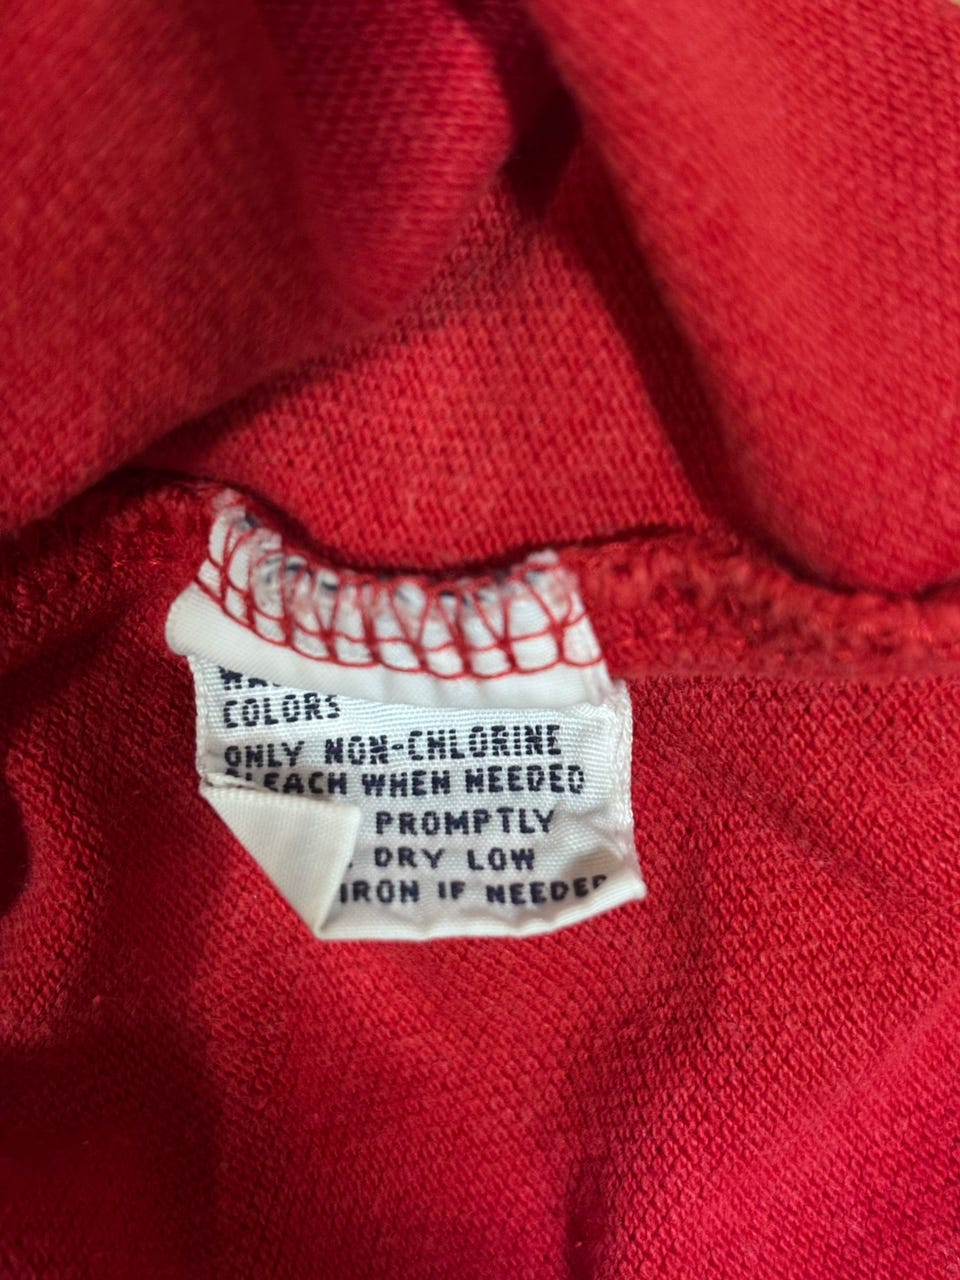 COLORS
ONLY NON-CHLORINE
BLEACH WHEN NEEDED
PROMPTLY
DRY LOW
IRON IF NEEDED